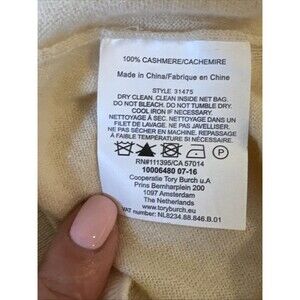 100% CASHMERE/CACHEMIRE
Made in China/Fabrique en Chine
STYLE 31475
DRY CLEAN. CLEAN INSIDE NET BAG.
DO NOT BLEACH. DO NOT TUMBLE DRY.
COOL IRON IF NECESSARY.
NETTOYAGE À SEC. NETTOYAGE DANS UN
FILET DE LAVAGE. NE PAS JAVELLISER.
NE PAS SÉCHER EN MACHINE. REPASSAGE
À FAIBLE TEMPÉRATURE SI NÉCESSAIRE.
P
RN#111395/CA 57014
10006480 07-16
Cooperatie Tory Burch u.A
Prins Bernharplein 200
1097 Amsterdam
The Netherlands
www.toryburch.com
VAT number: NL8234.88.846.B.01